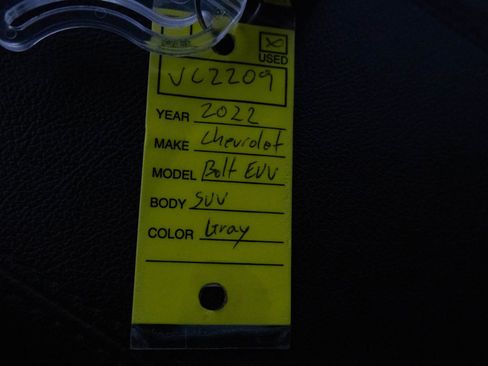 X
USED
VC2209
YEAR 2022
MAKE Chevrolet
MODEL Bolt EUV
BODY SUV
COLOR Gray